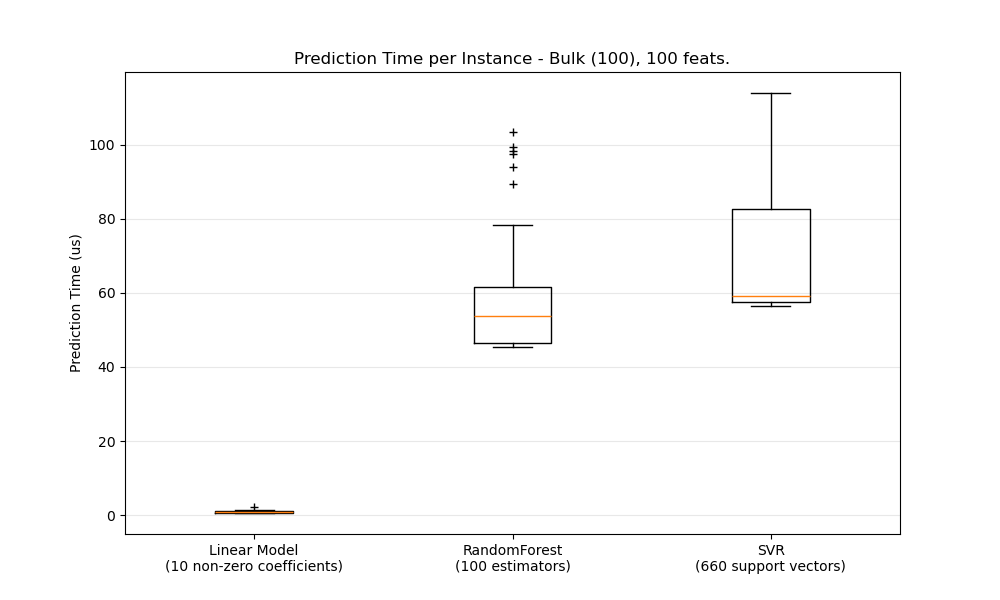 Prediction Time per Instance - Bulk (100), 100 feats.
Prediction Time (us)
100
80
60
40
20
0
Linear Model
(10 non-zero coefficients)
RandomForest
(100 estimators)
SVR
(660 support vectors)